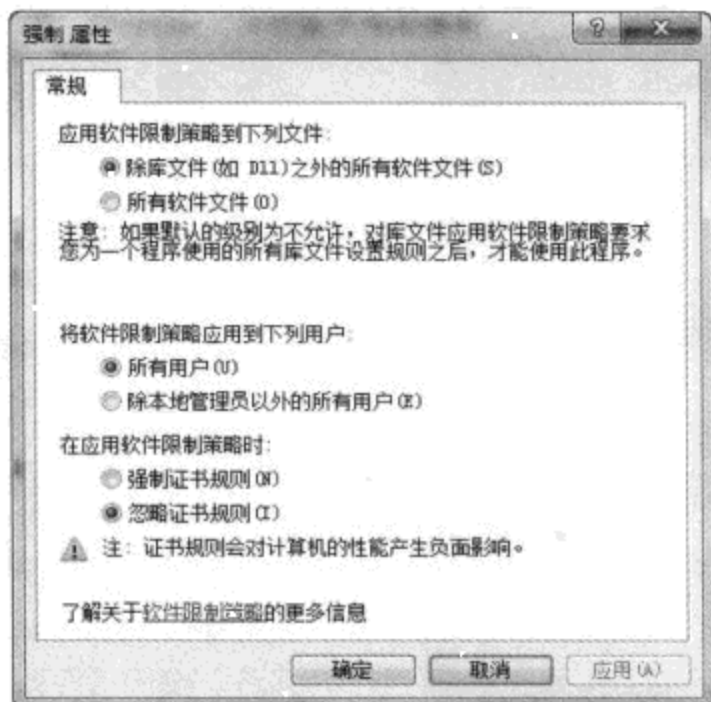 强制 属性
常规
应用软件限制策略到下列文件:
除库文件(如 Dll)之外的所有软件文件(S)
所有软件文件(O)
注意: 如果默认的级别为不允许, 对库文件应用软件限制策略要求
您为一个程序使用的所有库文件设置规则之后, 才能使用此程序。
将软件限制策略应用到下列用户:
所有用户(U)
除本地管理员以外的所有用户(E)
在应用软件限制策略时:
强制证书规则(N)
忽略证书规则(I)
注: 证书规则会对计算机的性能产生负面影响。
了解关于软件限制策略的更多信息
确定 取消 应用(A)